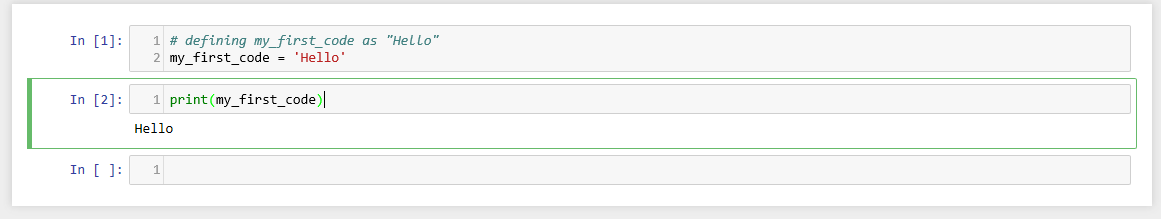 In [1]: 1 # defining my_first_code as "Hello"
2 my_first_code = 'Hello'
In [2]: 1 print(my_first_code)
Hello
In [ ]: 1